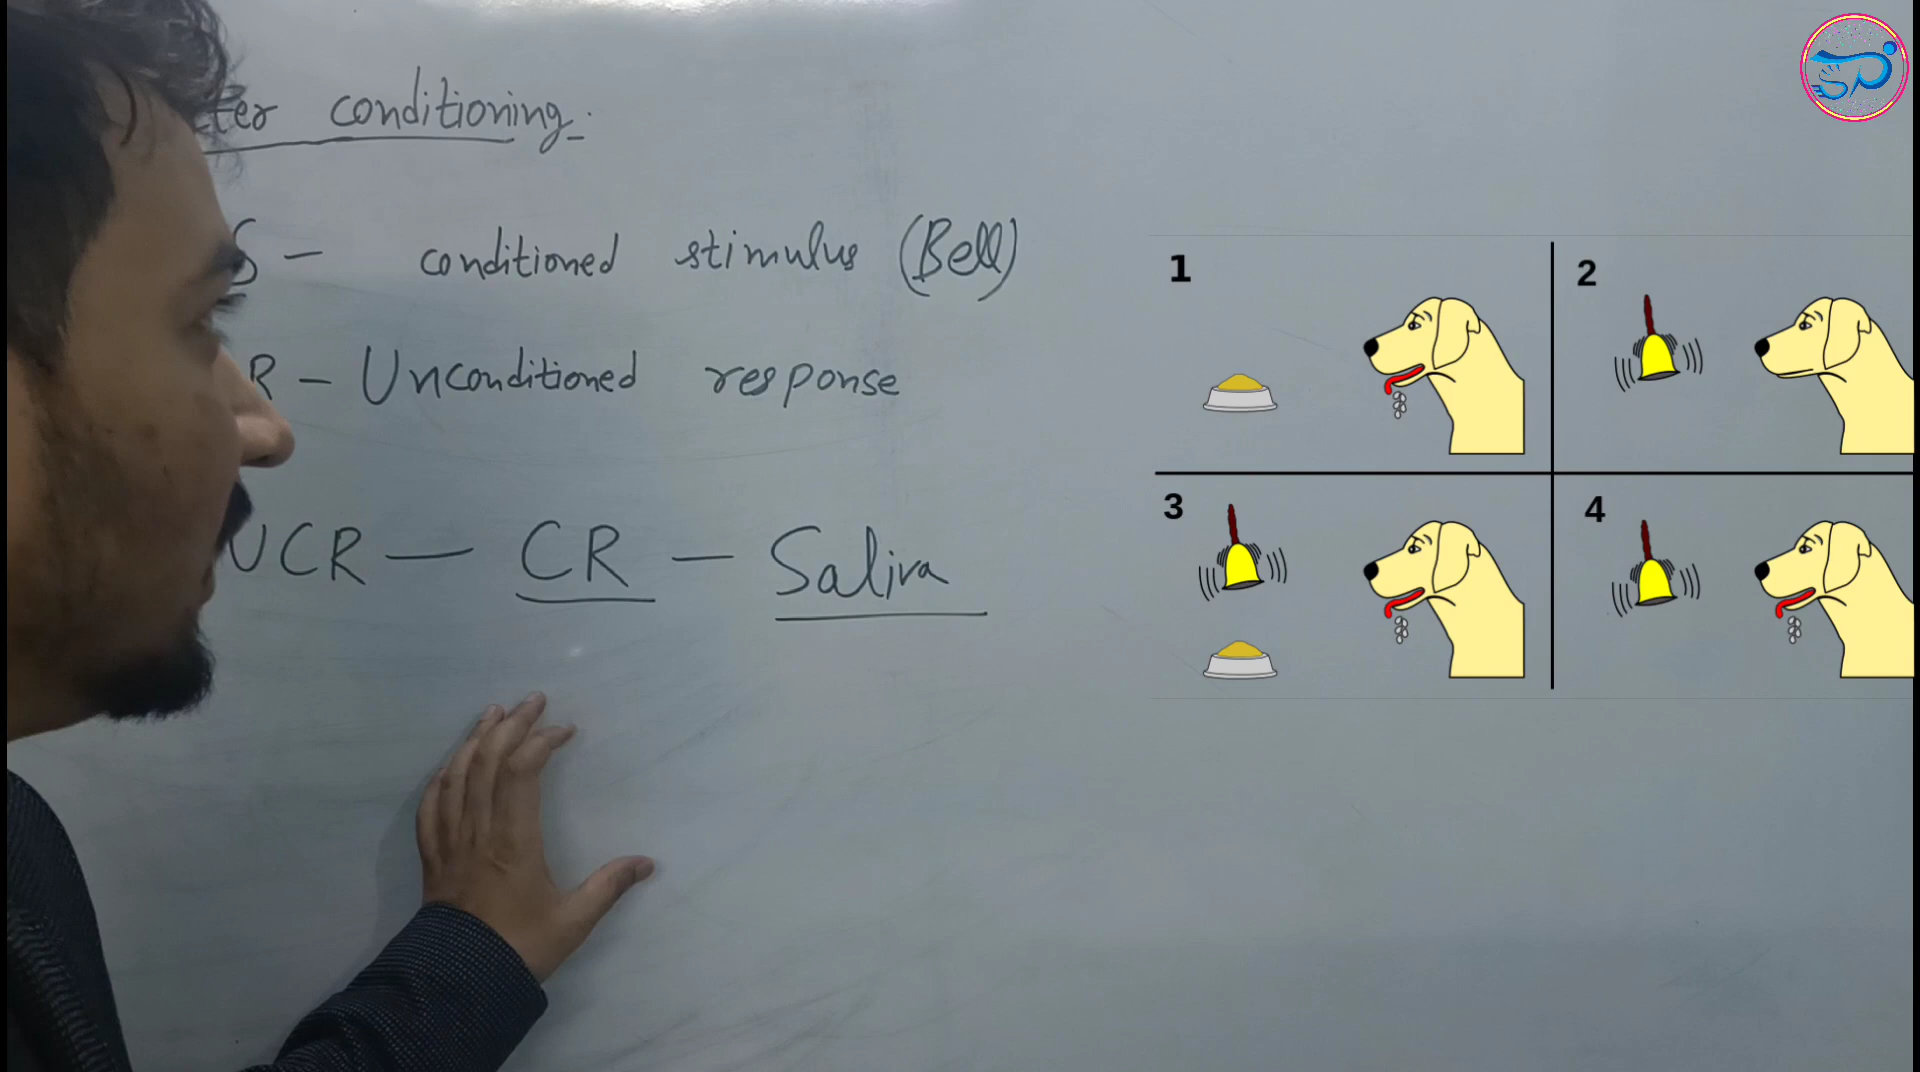 conditioning.
S - conditioned stimulus (Bell)
R - Unconditioned response
UCR - CR - Saliva
1
2
3
4